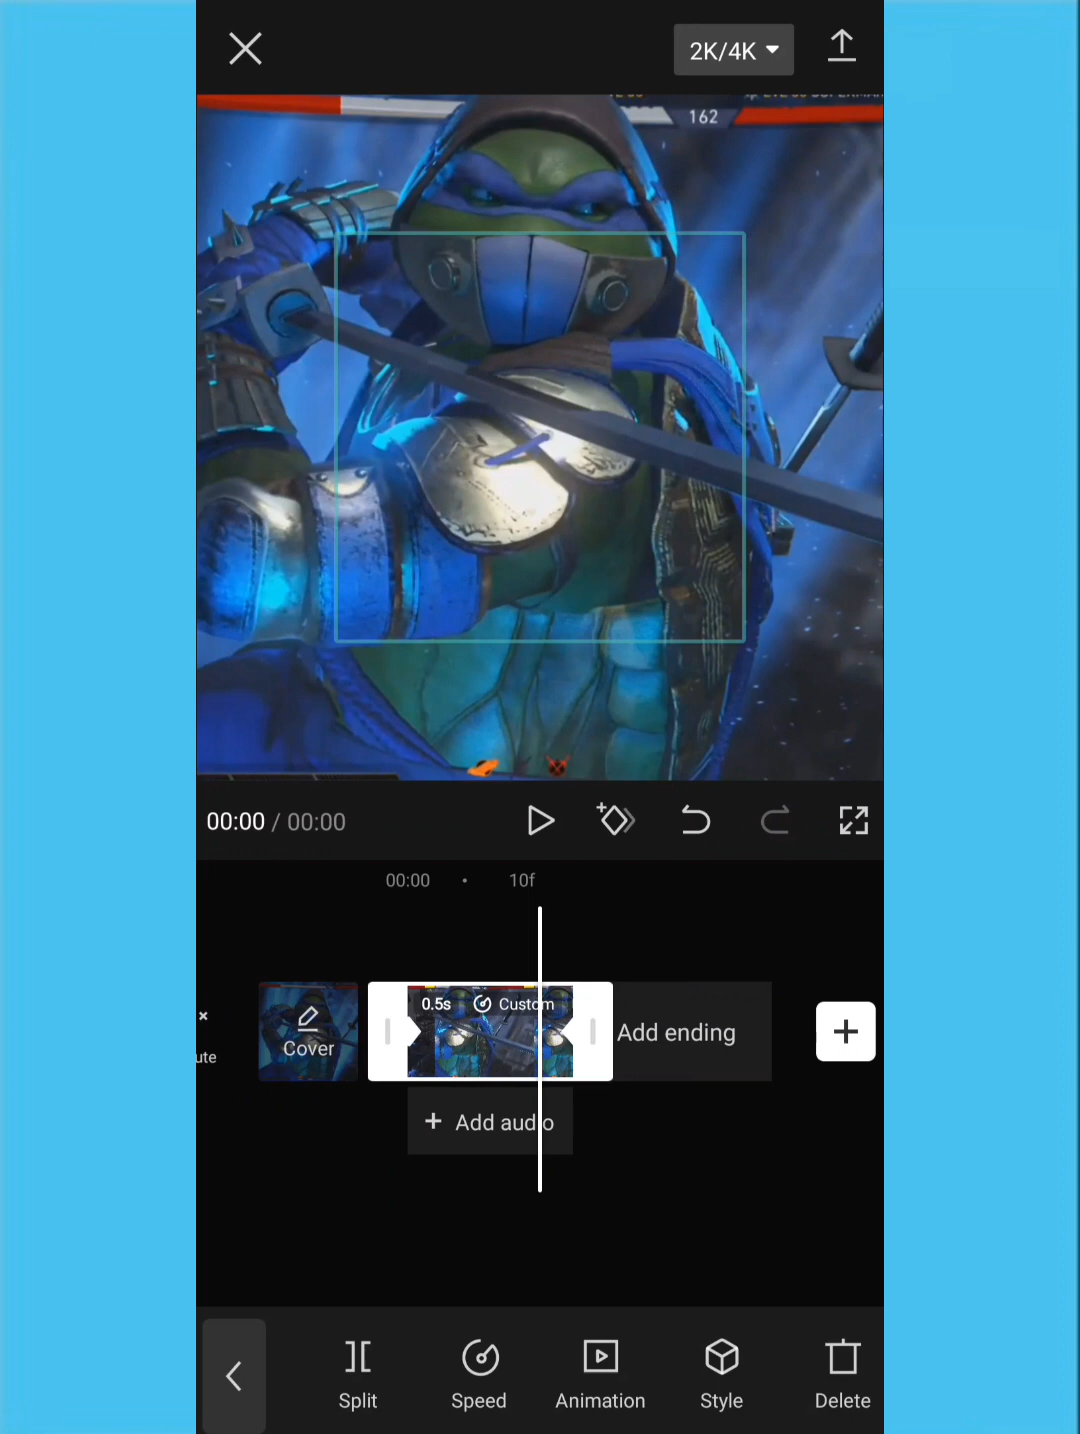 2K/4K
162
00:00 / 00:00
00:00
10f
0.5s
Custom
ute
Cover
Add ending
+ Add audio
Split
Speed
Animation
Style
Delete